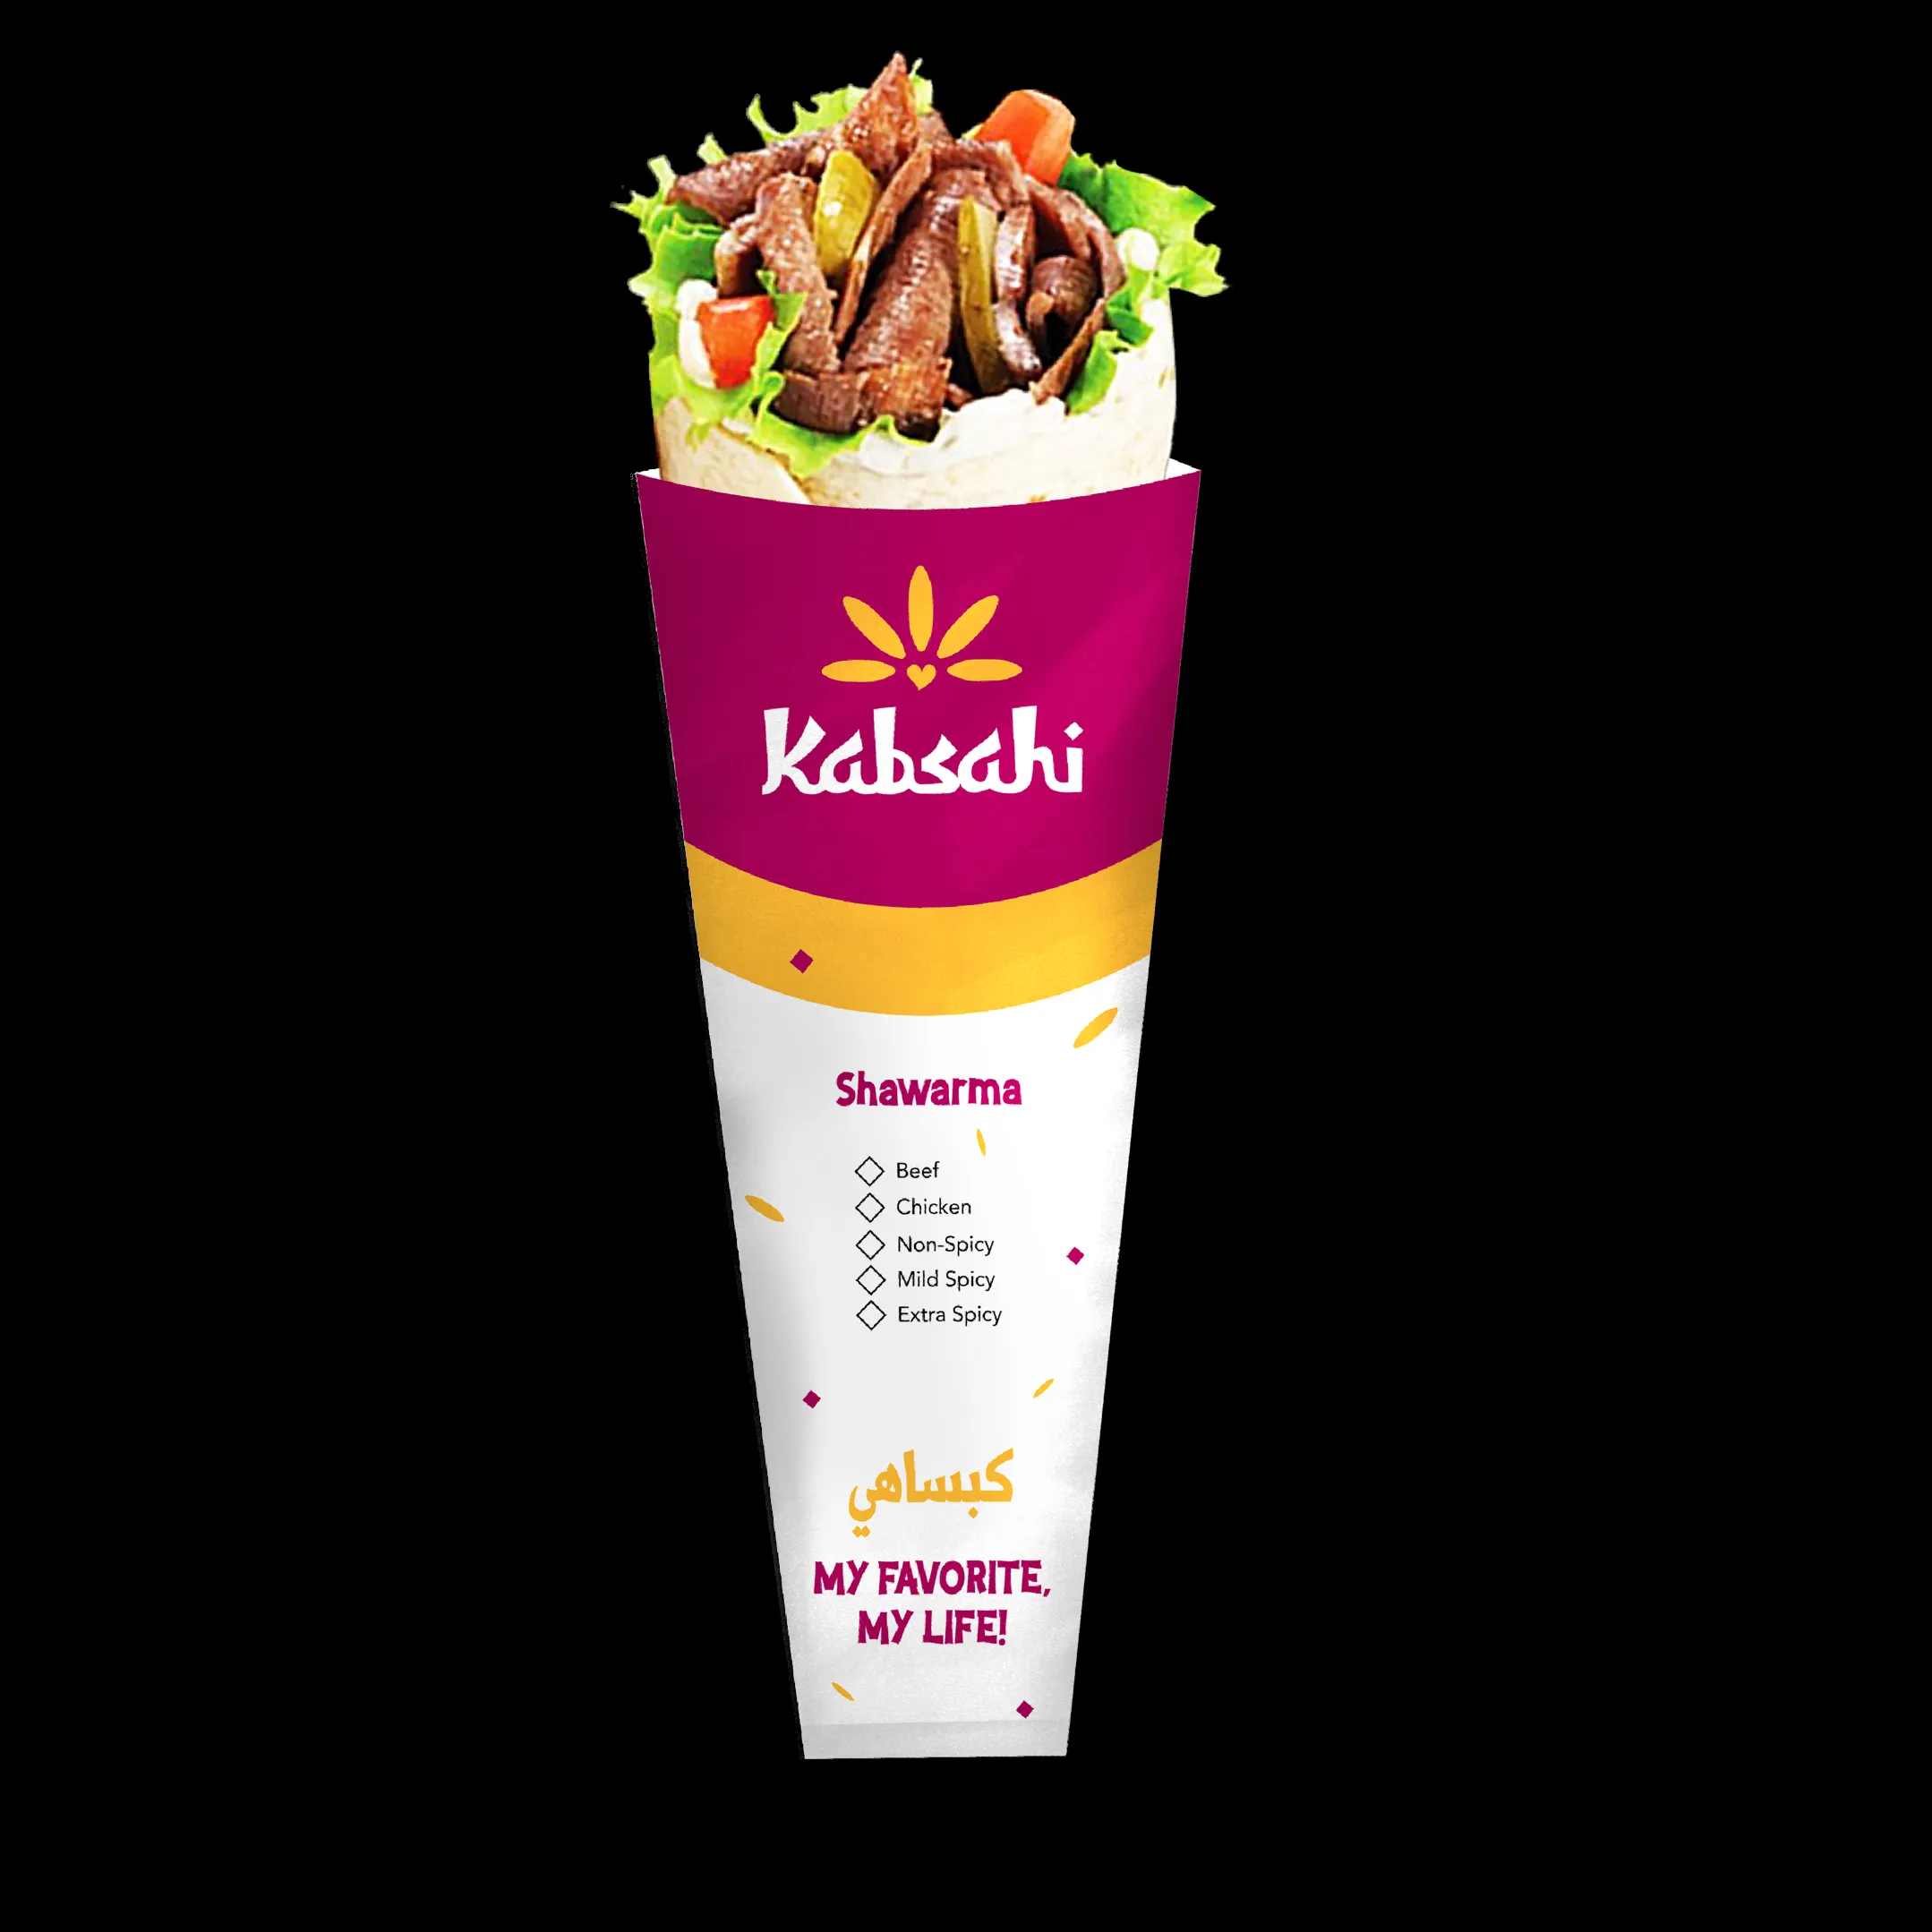 Kabsahi
Shawarma
Beef
Chicken
Non-Spicy
Mild Spicy
Extra Spicy
كبساهي
MY FAVORITE,
MY LIFE!